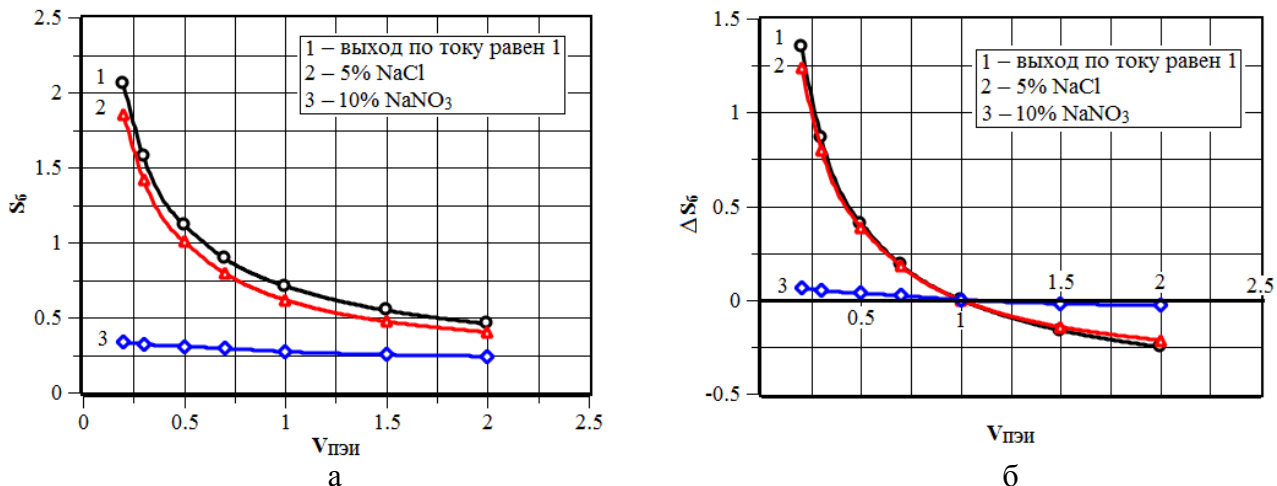 2.5
2
1.5
1
0.5
0
S₆
1
2
3
1 – выход по току равен 1
2 – 5% NaCl
3 – 10% NaNO₃
0 0.5 1 1.5 2 2.5
VПЭИ
а
1.5
1
0.5
0
-0.5
ΔS₆
1
2
3
1 – выход по току равен 1
2 – 5% NaCl
3 – 10% NaNO₃
0.5 1 1.5 2 2.5
VПЭИ
б